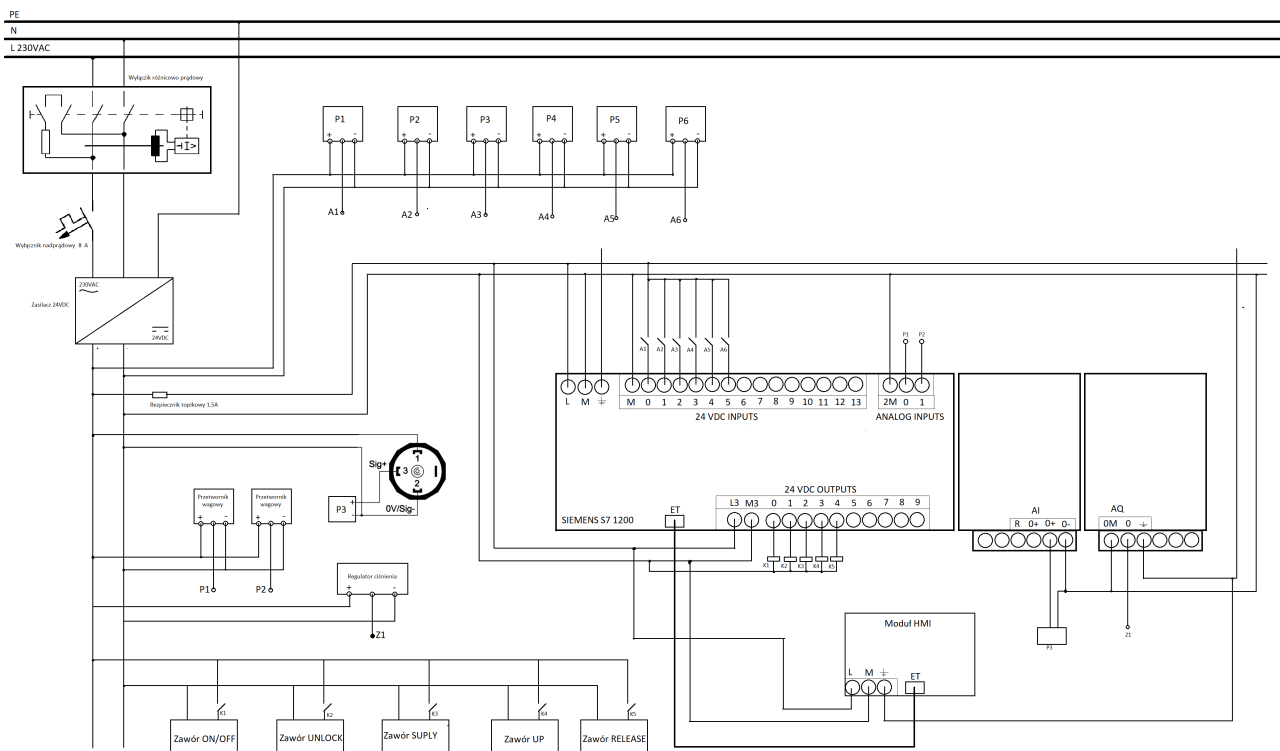 PE
N
L 230VAC
Wyłącznik różnicowo prądowy
P1
P2
P3
P4
P5
P6
+ -
+ -
+ -
+ -
+ -
+ -
I>
A1
A2
A3
A4
A5
A6
Wyłącznik nadprądowy 8 A
230VAC
Zasilacz 24VDC
24VDC
+ -
Bezpiecznik topikowy 1.5A
P1 P2
A1 A2 A3 A4 A5 A6
L M
M 0 1 2 3 4 5 6 7 8 9 10 11 12 13
2M 0 1
24 VDC INPUTS
ANALOG INPUTS
Sig+
1
3
2
0V/Sig-
P3
+
-
Przetwornik
wagowy
+ -
Przetwornik
wagowy
+ -
P1
P2
24 VDC OUTPUTS
L3 M3 0 1 2 3 4 5 6 7 8 9
SIEMENS S7 1200
ET
AI
R 0+ 0+ 0-
AQ
0M 0
K1 K2 K3 K4 K5
Regulator ciśnienia
+ -
Z1
P3
Z1
Moduł HMI
L M
ET
K1
K2
K3
K4
K5
Zawór ON/OFF
Zawór UNLOCK
Zawór SUPLY
Zawór UP
Zawór RELEASE